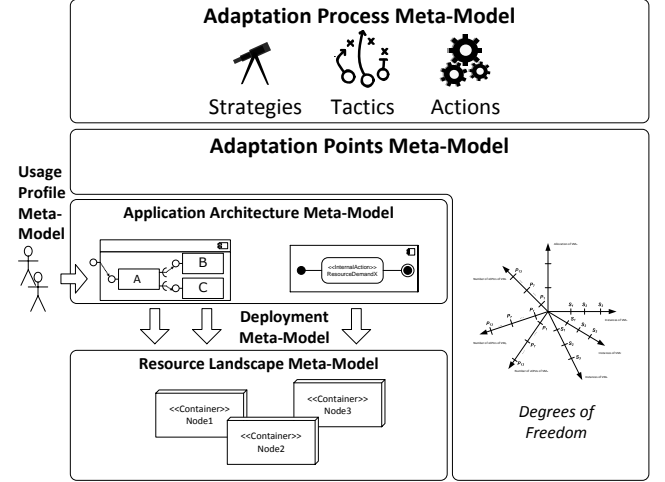 Adaptation Process Meta-Model
Strategies Tactics Actions
Adaptation Points Meta-Model
Usage
Profile
Meta-
Model
Application Architecture Meta-Model
A
B
C
<<InternalAction>>
ResourceDemandX
Deployment
Meta-Model
Resource Landscape Meta-Model
<<Container>>
Node1
<<Container>>
Node2
<<Container>>
Node3
Degrees of
Freedom